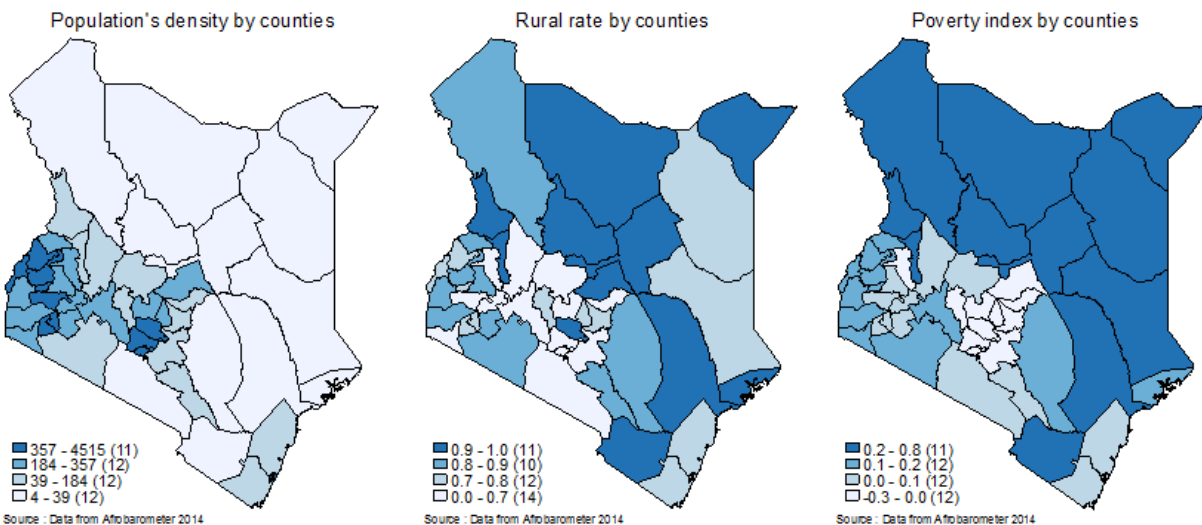 Population's density by counties
357 - 4515 (11)
184 - 357 (12)
39 - 184 (12)
4 - 39 (12)
Source : Data from Afrobarometer 2014
Rural rate by counties
0.9 - 1.0 (11)
0.8 - 0.9 (10)
0.7 - 0.8 (12)
0.0 - 0.7 (14)
Source : Data from Afrobarometer 2014
Poverty index by counties
0.2 - 0.8 (11)
0.1 - 0.2 (12)
0.0 - 0.1 (12)
-0.3 - 0.0 (12)
Source : Data from Afrobarometer 2014